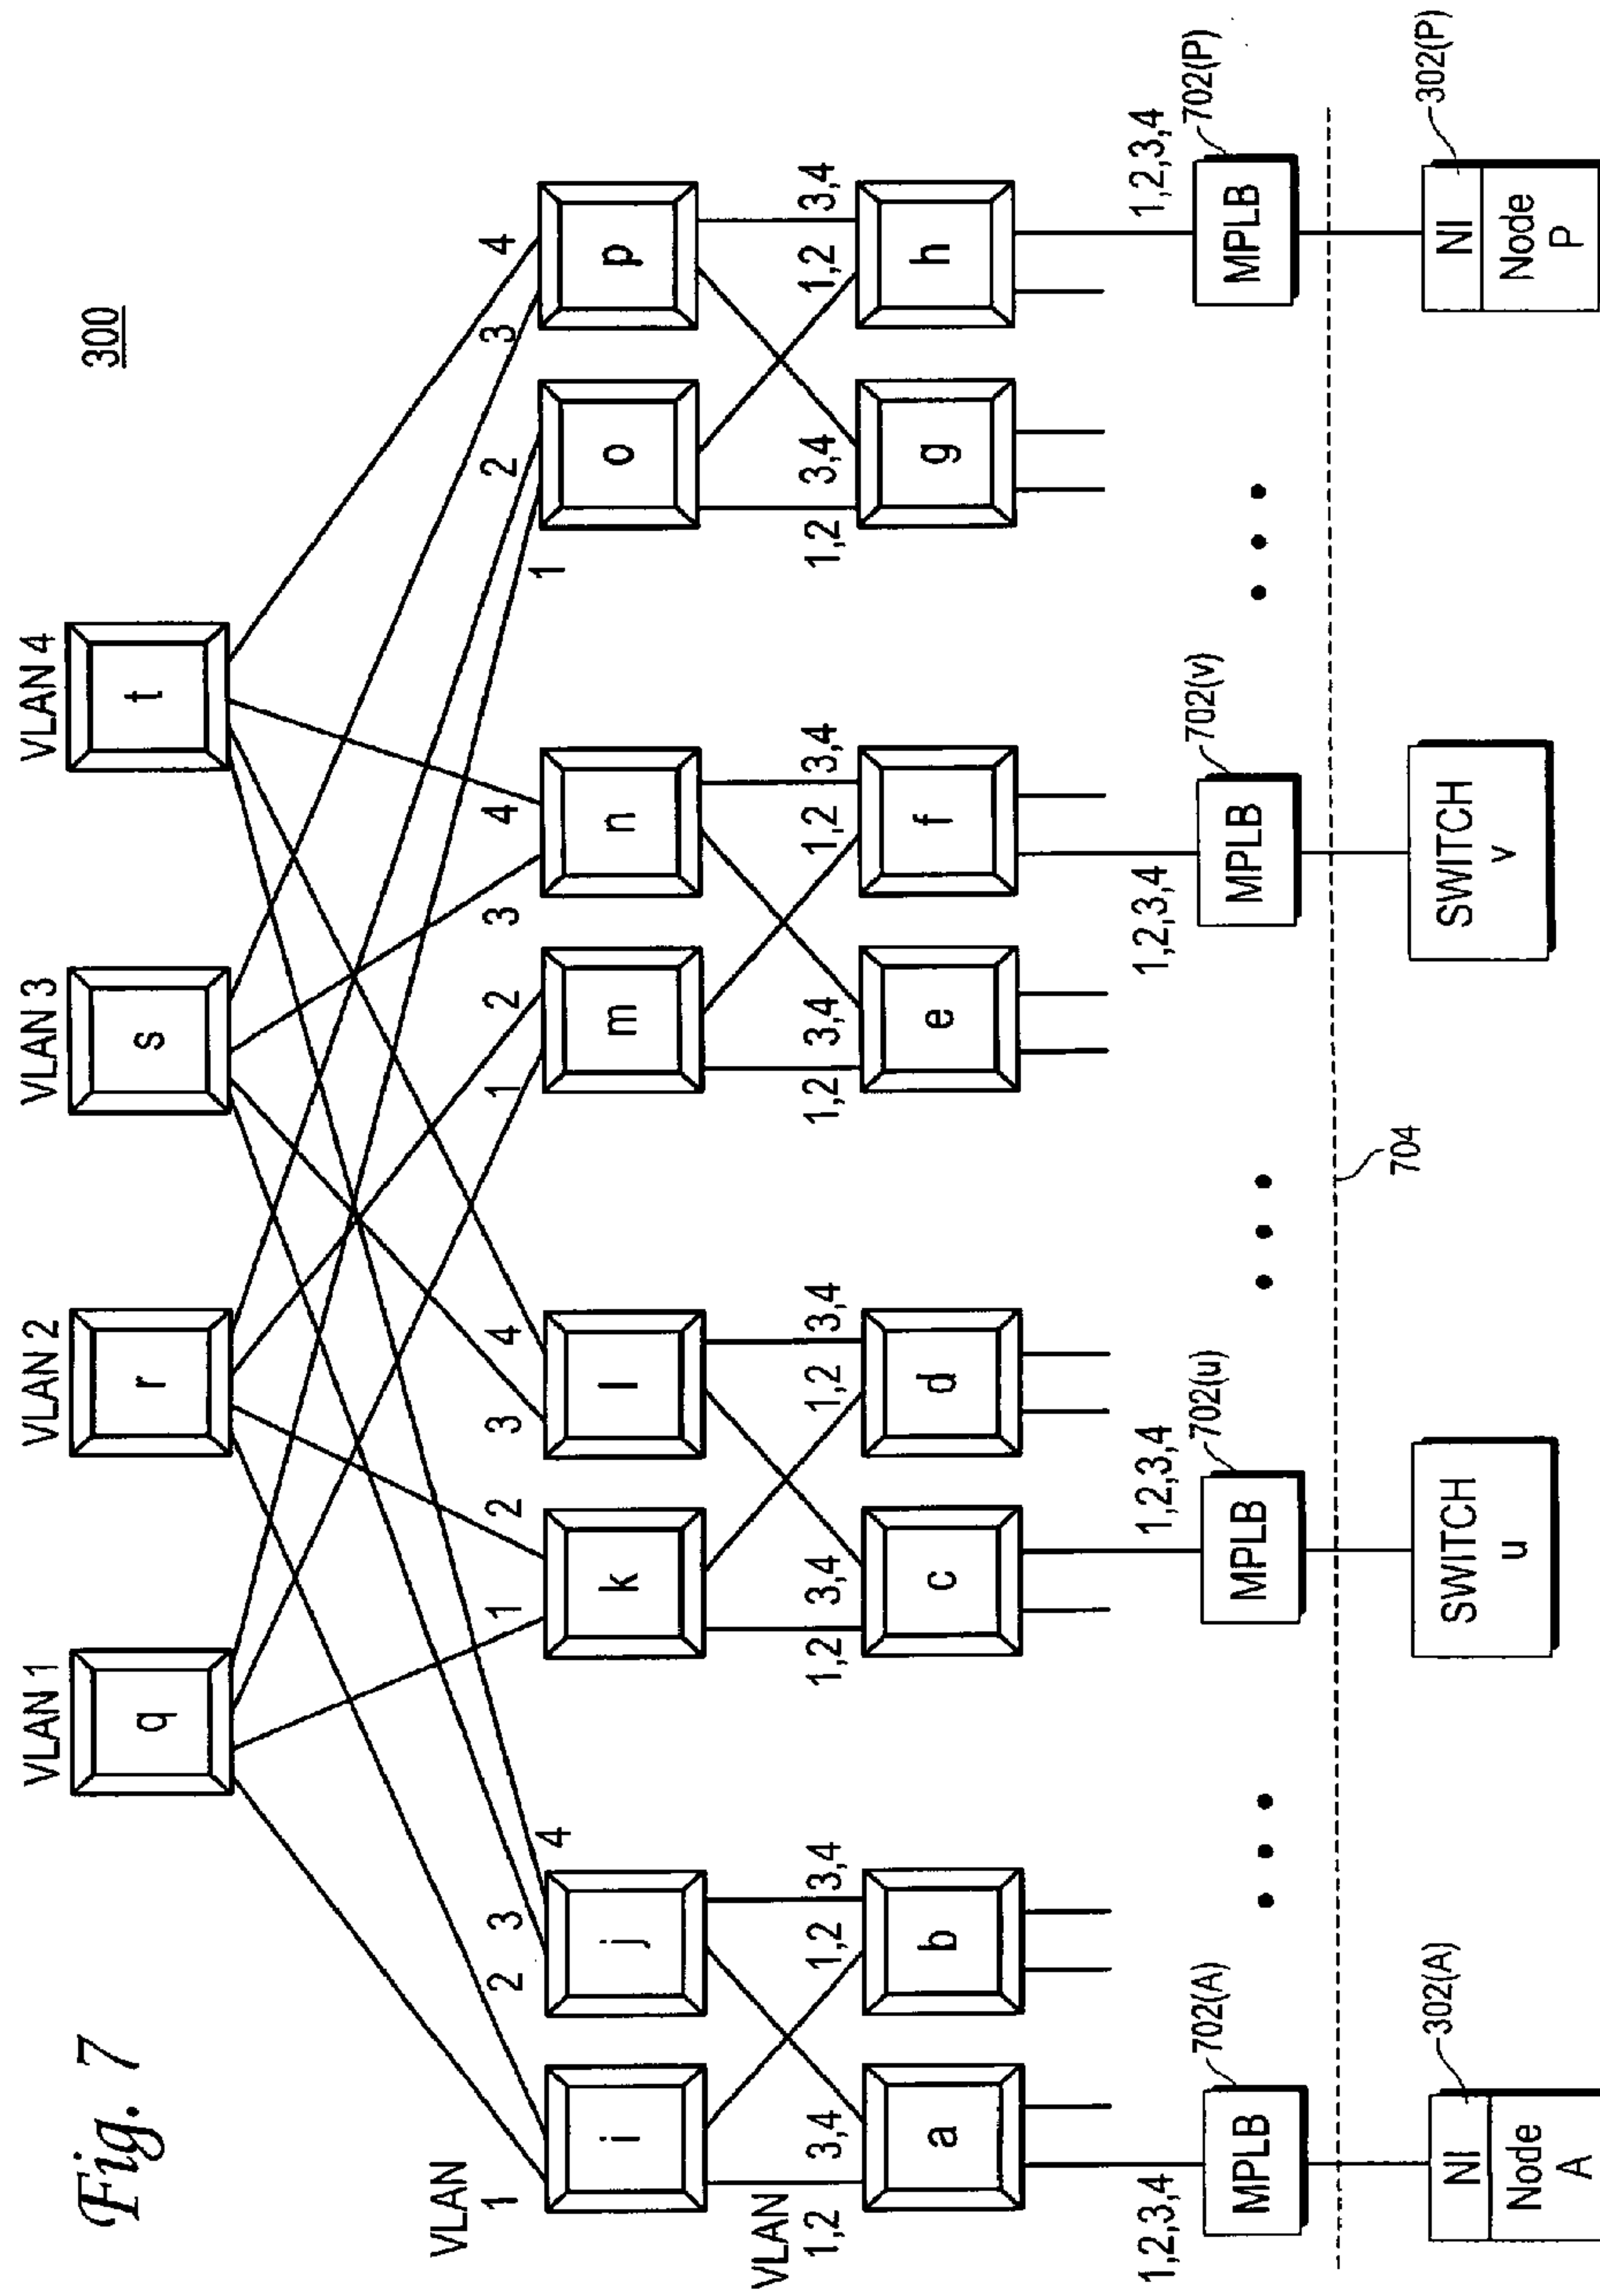 Fig. 7
300
VLAN 1
VLAN 2
VLAN 3
VLAN 4
q
r
s
t
VLAN
1
2
3
4
1
2
3
4
1
2
3
4
1
2
3
4
i
j
k
l
m
n
o
p
VLAN
1,2
3,4
1,2
3,4
1,2
3,4
1,2
3,4
1,2
3,4
1,2
3,4
1,2
3,4
1,2
3,4
a
b
c
d
e
f
g
h
1,2,3,4
702(A)
1,2,3,4
702(u)
1,2,3,4
702(v)
1,2,3,4
702(P)
MPLB
MPLB
MPLB
MPLB
704
302(A)
302(P)
NI
Node
A
SWITCH
u
SWITCH
v
NI
Node
P